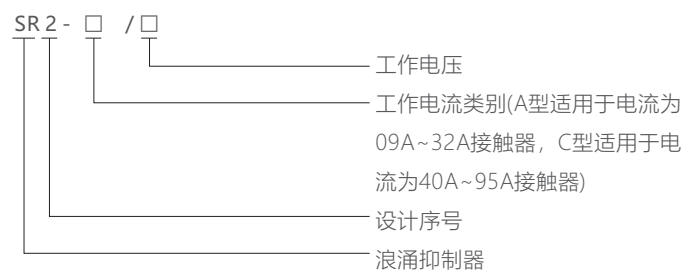 SR 2 - □ / □
工作电压
工作电流类别(A型适用于电流为
09A~32A接触器，C型适用于电
流为40A~95A接触器)
设计序号
浪涌抑制器